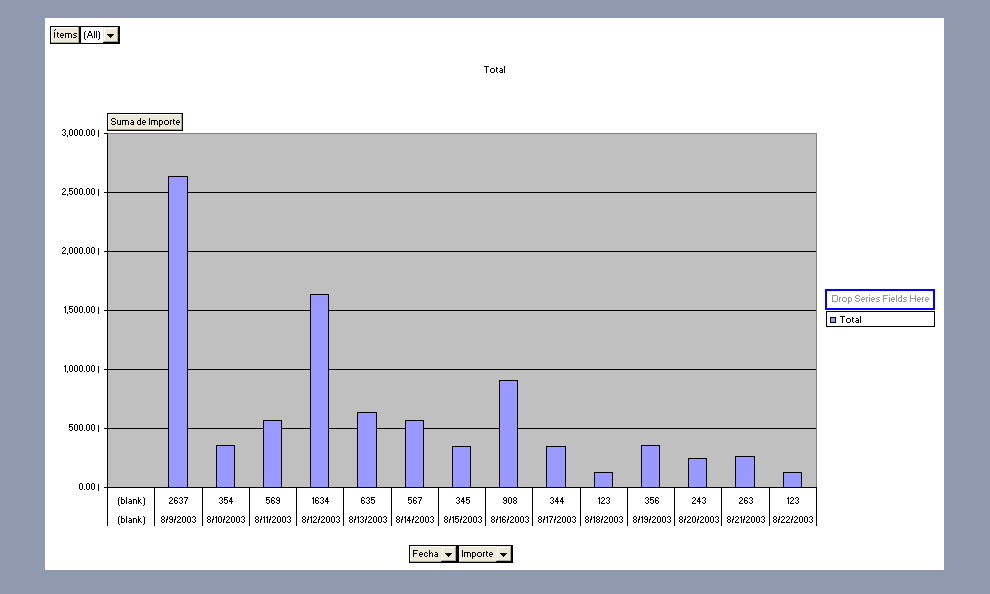 Ítems (All)
Total
Suma de Importe
3,000.00
2,500.00
2,000.00
1,500.00
1,000.00
500.00
0.00
Drop Series Fields Here
Total
(blank) 2637 354 569 1634 635 567 345 908 344 123 356 243 263 123
(blank) 8/9/2003 8/10/2003 8/11/2003 8/12/2003 8/13/2003 8/14/2003 8/15/2003 8/16/2003 8/17/2003 8/18/2003 8/19/2003 8/20/2003 8/21/2003 8/22/2003
Fecha Importe